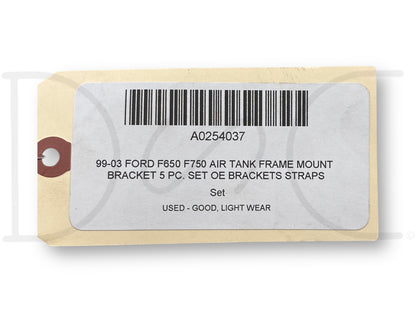 A0254037
99-03 FORD F650 F750 AIR TANK FRAME MOUNT
BRACKET 5 PC. SET OE BRACKETS STRAPS
Set
USED - GOOD, LIGHT WEAR